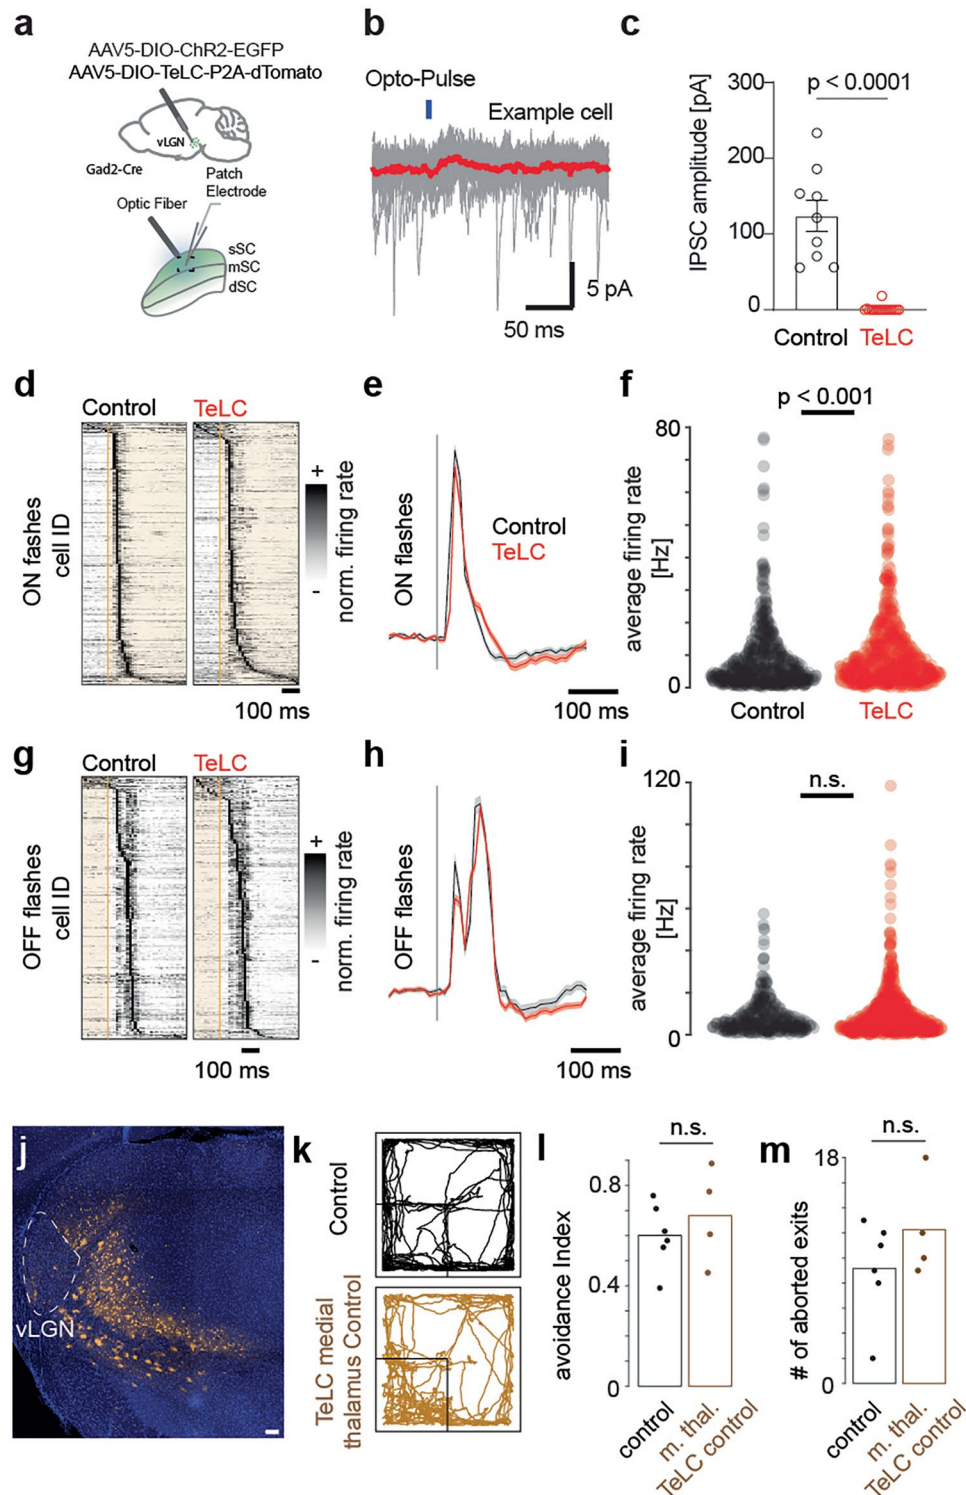 a
AAV5-DIO-ChR2-EGFP
AAV5-DIO-TeLC-P2A-dTomato
vLGN
Gad2-Cre
Patch
Electrode
Optic Fiber
sSC
mSC
dSC
b
Opto-Pulse
Example cell
5 pA
50 ms
c
p < 0.0001
IPSC amplitude [pA]
300
200
100
0
Control
TeLC
d
Control
TeLC
ON fashes
cell ID
+
-
norm. firing rate
100 ms
e
ON flashes
Control
TeLC
100 ms
f
p < 0.001
average firing rate
[Hz]
80
0
Control
TeLC
g
Control
TeLC
OFF flashes
cell ID
+
-
norm. firing rate
100 ms
h
OFF flashes
100 ms
i
n.s.
average firing rate
[Hz]
120
0
Control
TeLC
j
vLGN
k
Control
TeLC medial
thalamus Control
l
n.s.
avoidance Index
0.8
0.4
0
control
m. thal.
TeLC control
m
n.s.
# of aborted exits
18
0
control
m. thal.
TeLC control